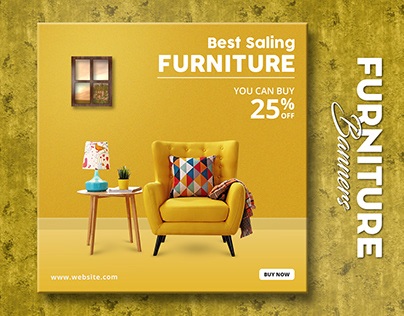 Best Saling
FURNITURE
YOU CAN BUY
25% OFF
www.website.com
BUY NOW
FURNITURE
Banners